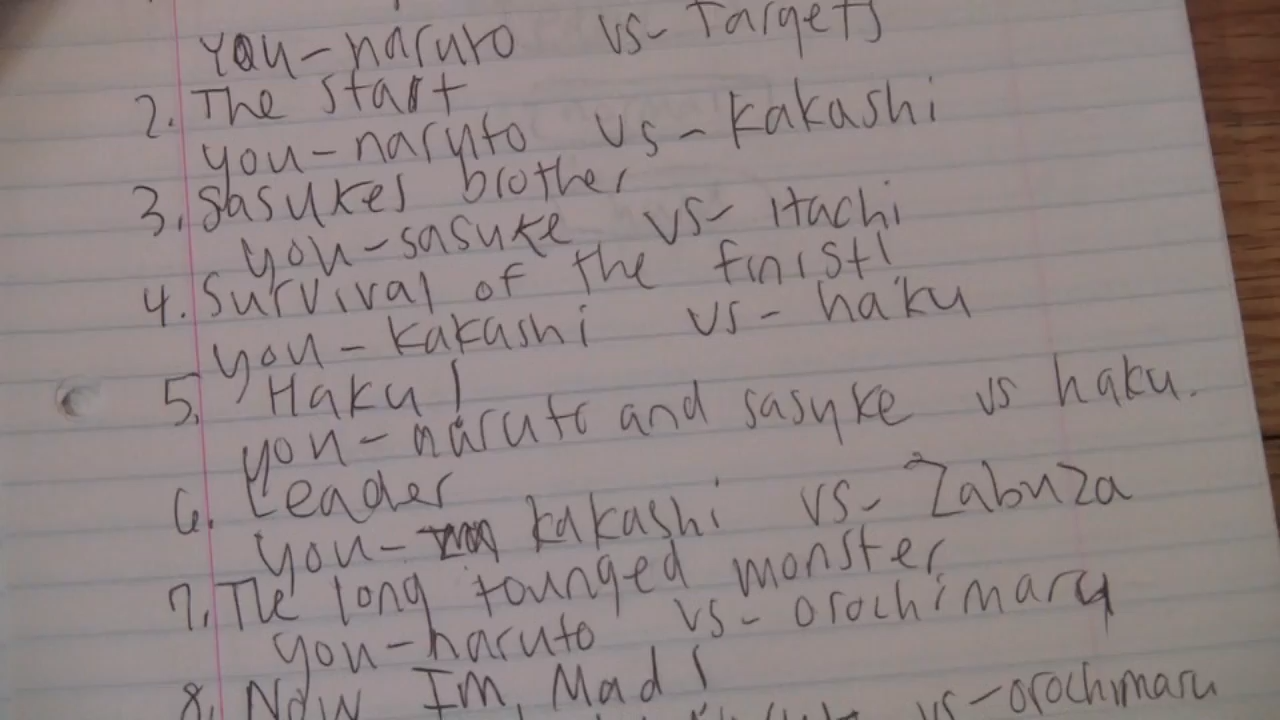 you-naruto vs- Targets
2. The start
you-naruto vs-kakashi
3. Sasukes brother
you-sasuke vs- Itachi
4. Survival of the finist!
you-kakashi vs- haku
5. Haku!
you-naruto and sasuke vs haku.
6. Leader
you- kakashi vs- Zabuza
7. The long tounged monster
you-naruto vs- orochimaru
8. Now Im Mad!
vs-orochimaru